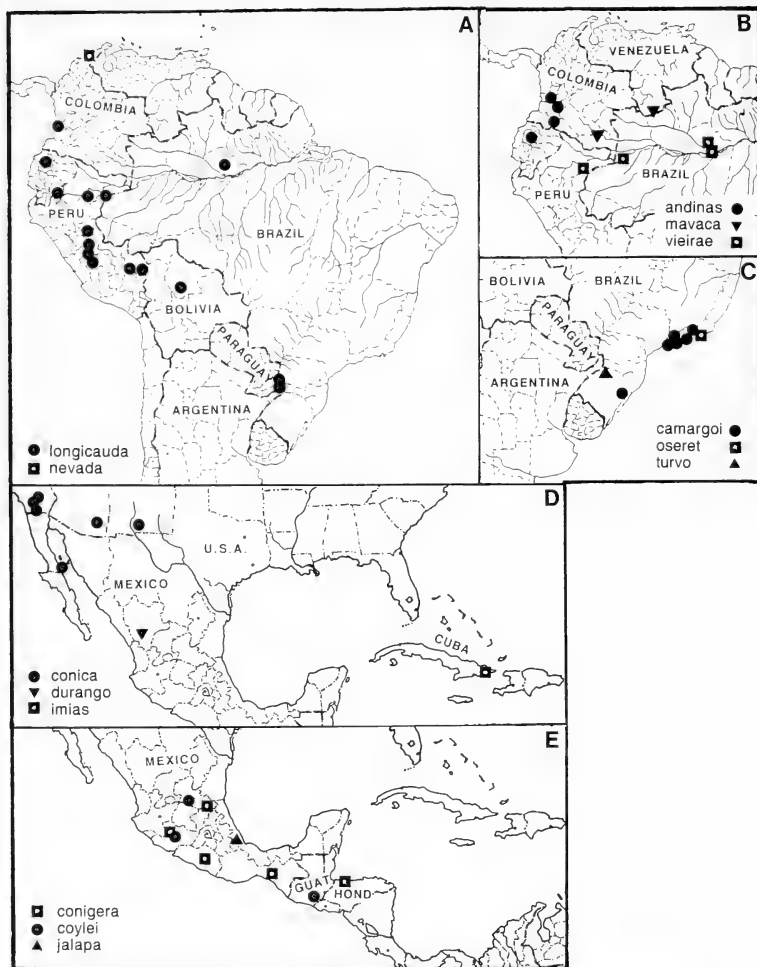 A
COLOMBIA
PERU
BRAZIL
BOLIVIA
PARAGUAY
ARGENTINA
longicauda
nevada
B
VENEZUELA
COLOMBIA
PERU
BRAZIL
andinas
mavaca
vieirae
C
BOLIVIA
BRAZIL
PARAGUAY
ARGENTINA
camargoi
oseret
turvo
D
U.S.A.
MEXICO
CUBA
conica
durango
imias
E
MEXICO
GUAT
HOND
conigera
coylei
jalapa